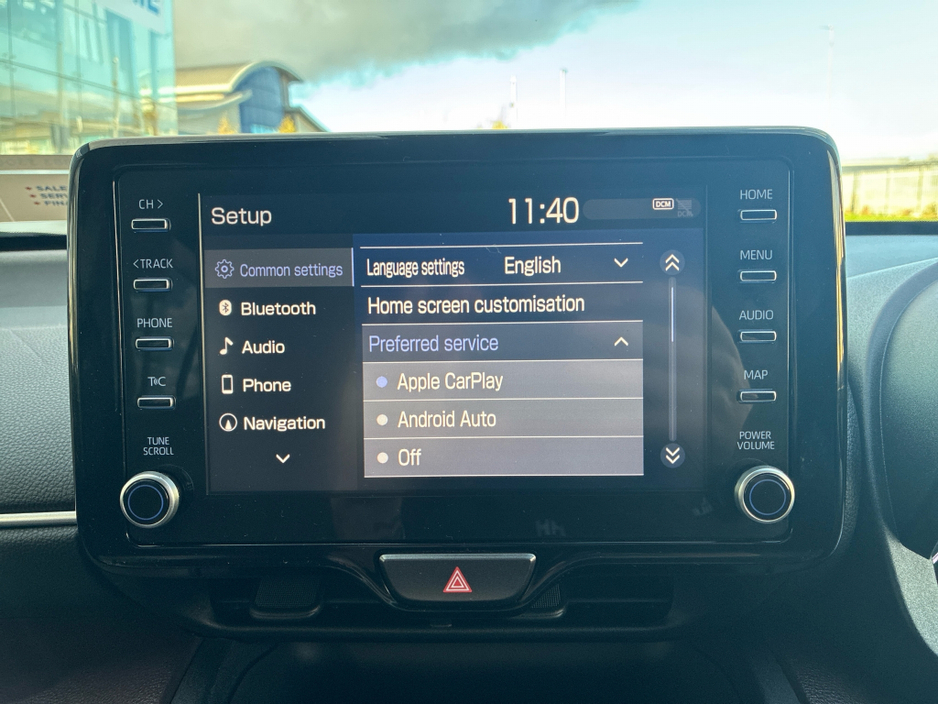 CH >
< TRACK
PHONE
T&C
TUNE
SCROLL
Setup
11:40
DCM
Common settings
Bluetooth
Audio
Phone
Navigation
Language settings English
Home screen customisation
Preferred service
Apple CarPlay
Android Auto
Off
HOME
MENU
AUDIO
MAP
POWER
VOLUME